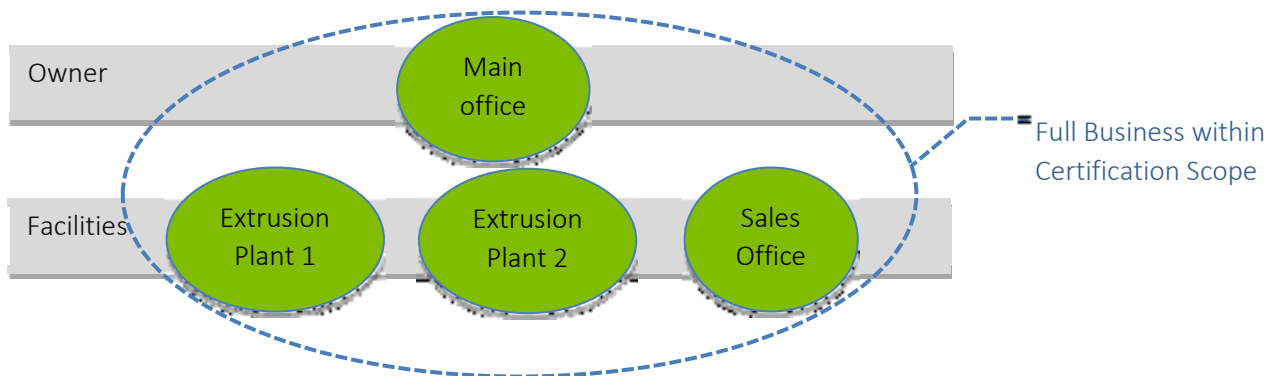 Owner
Main
office
Full Business within
Certification Scope
Facilities
Extrusion
Plant 1
Extrusion
Plant 2
Sales
Office